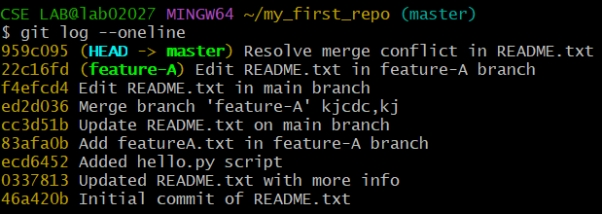 CSE LAB@lab02027 MINGW64 ~/my_first_repo (master)
$ git log --oneline
959c095 (HEAD -> master) Resolve merge conflict in README.txt
22c16fd (feature-A) Edit README.txt in feature-A branch
f4efcd4 Edit README.txt in main branch
ed2d036 Merge branch 'feature-A' kjcdc,kj
cc3d51b Update README.txt on main branch
83afa0b Add featureA.txt in feature-A branch
ecd6452 Added hello.py script
0337813 Updated README.txt with more info
46a420b Initial commit of README.txt